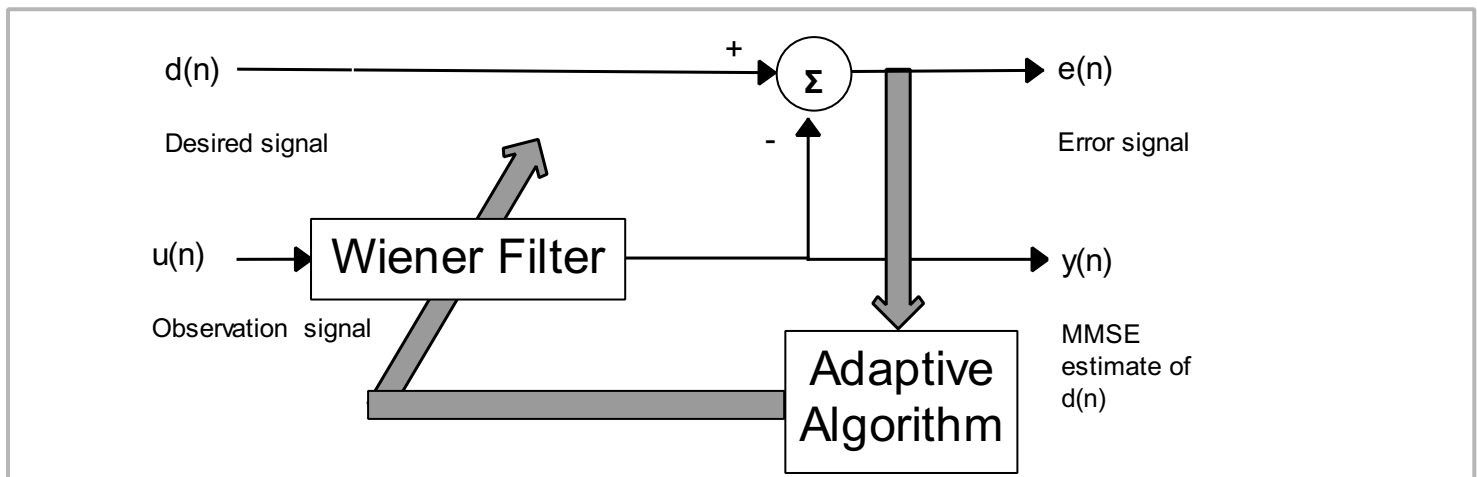 +
d(n)
Σ
e(n)
Desired signal
-
Error signal
u(n)
Wiener Filter
y(n)
Observation signal
MMSE
estimate of
d(n)
Adaptive
Algorithm